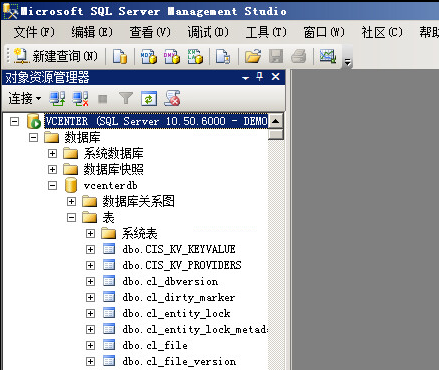 Microsoft SQL Server Management Studio
文件(F) 编辑(E) 查看(V) 调试(D) 工具(T) 窗口(W) 社区(C)
新建查询(N)
对象资源管理器
连接
VCENTER (SQL Server 10.50.6000 - DEMO
数据库
系统数据库
数据库快照
vcenterdb
数据库关系图
表
系统表
dbo.CIS_KV_KEYVALUE
dbo.CIS_KV_PROVIDERS
dbo.cl_dbversion
dbo.cl_dirty_marker
dbo.cl_entity_lock
dbo.cl_entity_lock_metad
dbo.cl_file
dbo.cl_file_version